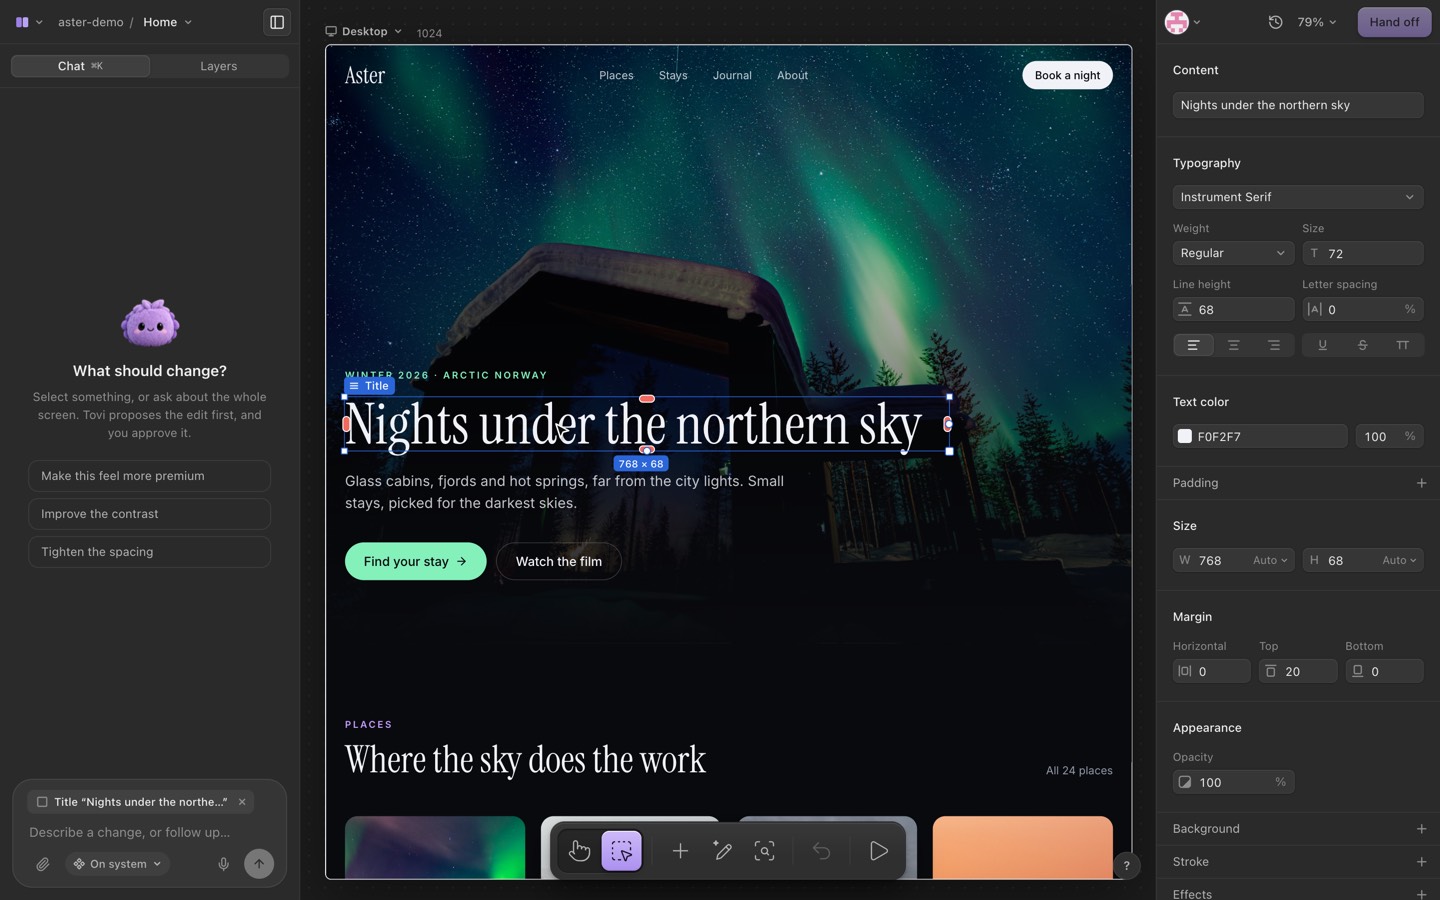 aster-demo / Home
Chat ⌘K
Layers
What should change?
Select something, or ask about the whole
screen. Tovi proposes the edit first, and
you approve it.
Make this feel more premium
Improve the contrast
Tighten the spacing
Title “Nights under the northe...”
Describe a change, or follow up...
On system
Desktop
1024
Aster
Places
Stays
Journal
About
Book a night
WINTER 2026 · ARCTIC NORWAY
Title
Nights under the northern sky
768 × 68
Glass cabins, fjords and hot springs, far from the city lights. Small
stays, picked for the darkest skies.
Find your stay →
Watch the film
PLACES
Where the sky does the work
All 24 places
?
79%
Hand off
Content
Nights under the northern sky
Typography
Instrument Serif
Weight
Size
Regular
T 72
Line height
Letter spacing
A 68
|A| 0 %
U S TT
Text color
F0F2F7
100 %
Padding
Size
W 768 Auto
H 68 Auto
Margin
Horizontal
Top
Bottom
0
20
0
Appearance
Opacity
100 %
Background
Stroke
Effects